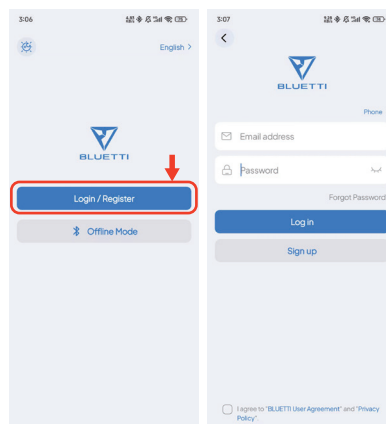 3:06
English >
BLUETTI
Login / Register
Offline Mode
3:07
BLUETTI
Phone
Email address
Password
Forgot Password
Log in
Sign up
I agree to "BLUETTI User Agreement" and "Privacy
Policy".